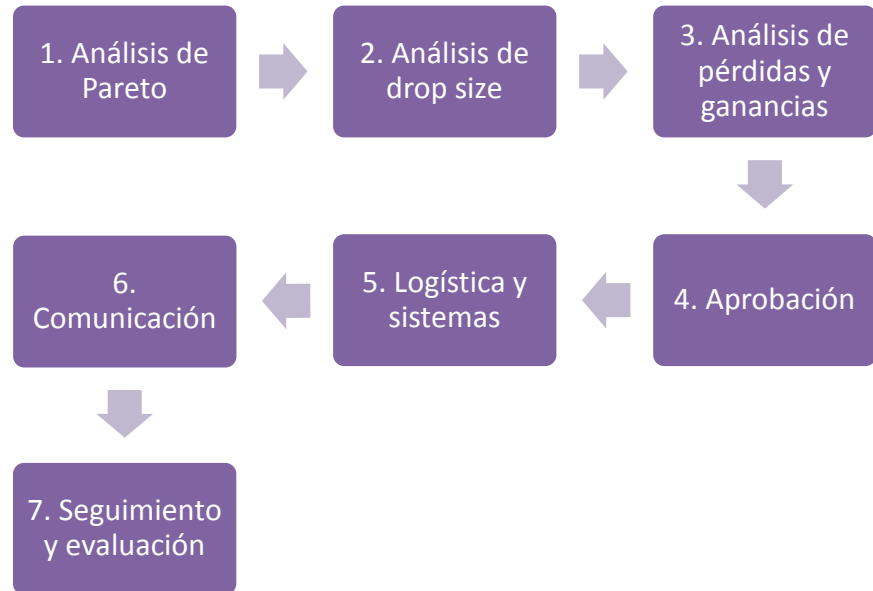 1. Análisis de
Pareto
2. Análisis de
drop size
3. Análisis de
pérdidas y
ganancias
4. Aprobación
5. Logística y
sistemas
6.
Comunicación
7. Seguimiento
y evaluación